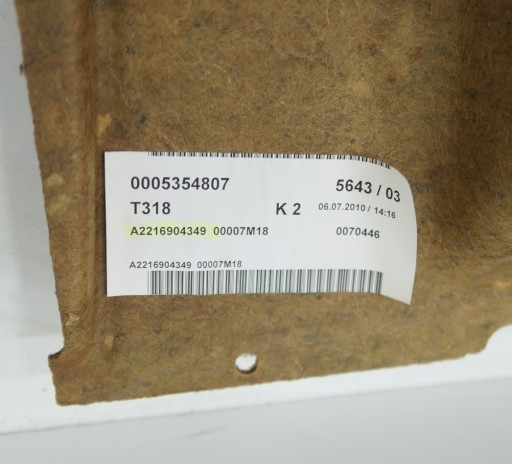 0005354807 5643 / 03
T318 K 2 06.07.2010 / 14:16
A2216904349 00007M18 0070446
A2216904349 00007M18